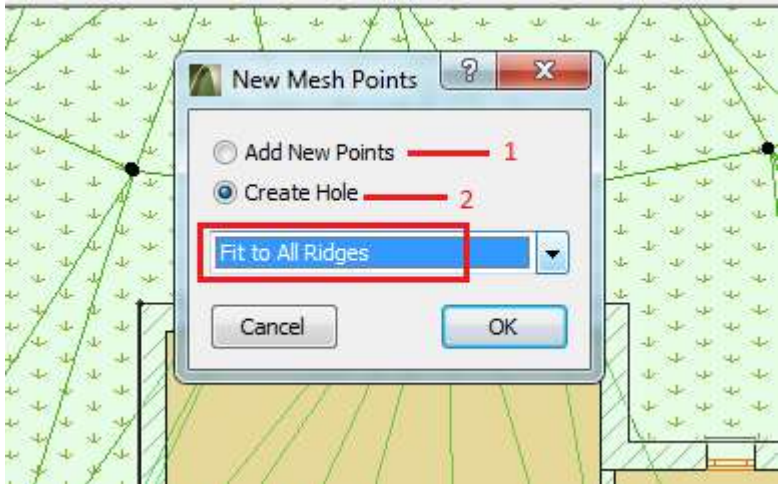 New Mesh Points
Add New Points 1
Create Hole 2
Fit to All Ridges
Cancel OK